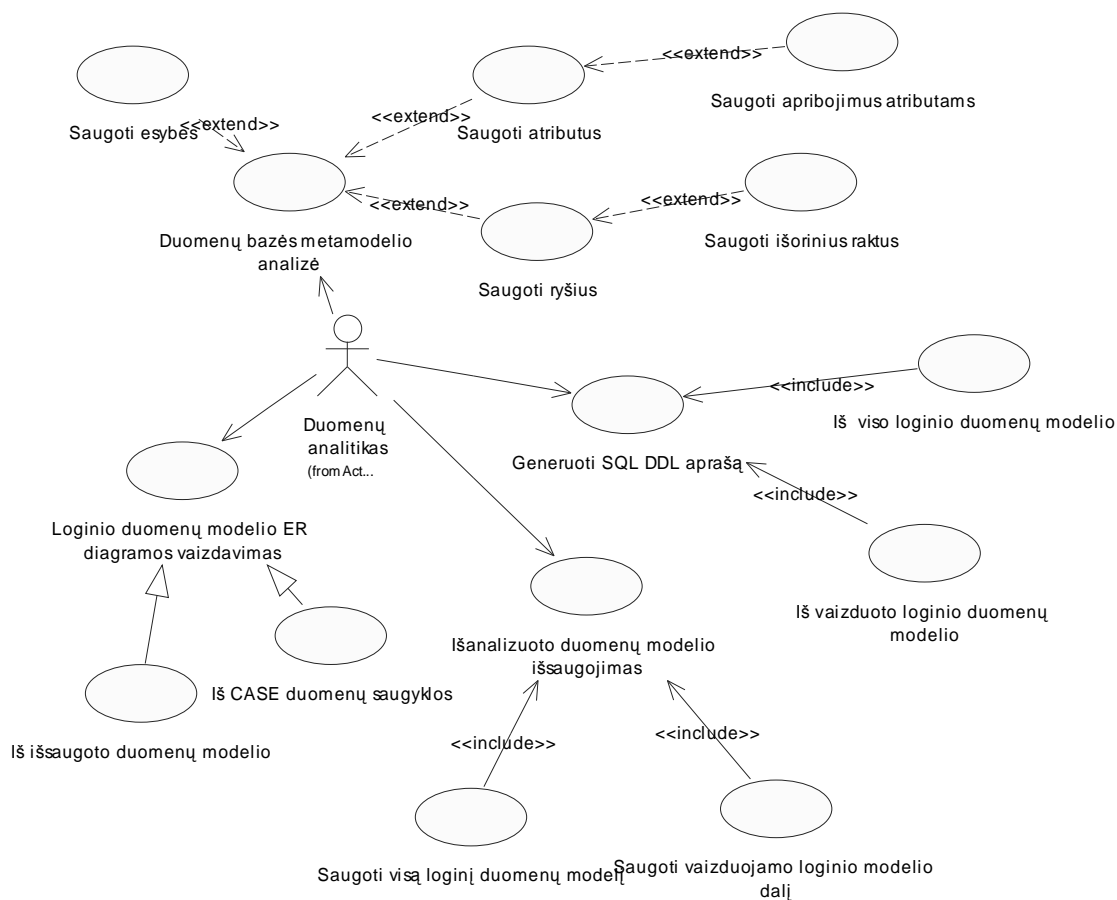 <<extend>>
Saugoti apribojimus atributams
<<extend>>
<<extend>>
Saugoti esybes
Saugoti atributus
<<extend>>
<<extend>>
Duomenų bazės metamodelio
analizė
Saugoti išorinius raktus
Saugoti ryšius
<<include>>
Iš viso loginio duomenų modelio
Duomenų
analitikas
(from Act...
Generuoti SQL DDL aprašą
<<include>>
Loginio duomenų modelio ER
diagramos vaizdavimas
Iš vaizduoto loginio duomenų
modelio
Išanalizuoto duomenų modelio
išsaugojimas
Iš CASE duomenų saugyklos
Iš išsaugoto duomenų modelio
<<include>>
<<include>>
Saugoti visą loginį duomenų modelį
Saugoti vaizduojamo loginio modelio
dalį